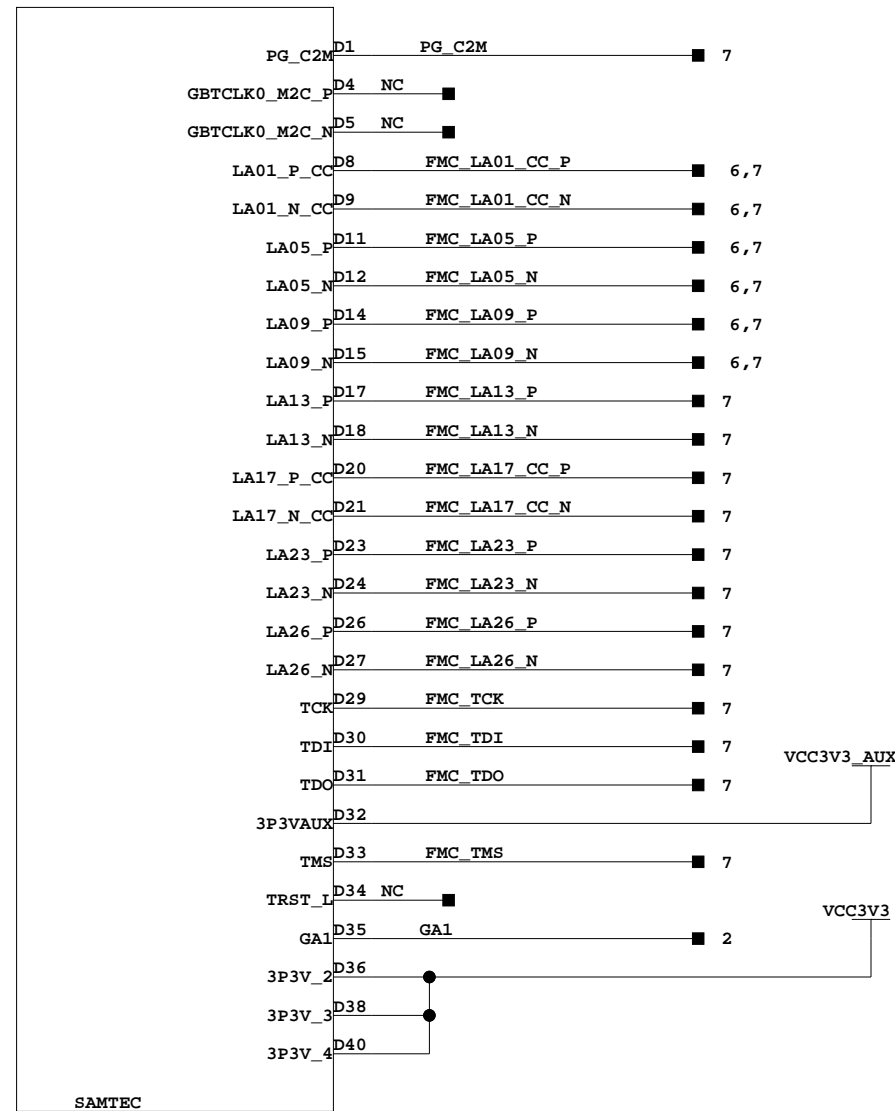 PG_C2M D1 PG_C2M 7
GBTCLK0_M2C_P D4 NC
GBTCLK0_M2C_N D5 NC
LA01_P_CC D8 FMC_LA01_CC_P 6,7
LA01_N_CC D9 FMC_LA01_CC_N 6,7
LA05_P D11 FMC_LA05_P 6,7
LA05_N D12 FMC_LA05_N 6,7
LA09_P D14 FMC_LA09_P 6,7
LA09_N D15 FMC_LA09_N 6,7
LA13_P D17 FMC_LA13_P 7
LA13_N D18 FMC_LA13_N 7
LA17_P_CC D20 FMC_LA17_CC_P 7
LA17_N_CC D21 FMC_LA17_CC_N 7
LA23_P D23 FMC_LA23_P 7
LA23_N D24 FMC_LA23_N 7
LA26_P D26 FMC_LA26_P 7
LA26_N D27 FMC_LA26_N 7
TCK D29 FMC_TCK 7
TDI D30 FMC_TDI 7
VCC3V3_AUX
TDO D31 FMC_TDO 7
3P3VAUX D32
TMS D33 FMC_TMS 7
TRST_L D34 NC
VCC3V3
GA1 D35 GA1 2
3P3V_2 D36
3P3V_3 D38
3P3V_4 D40
SAMTEC